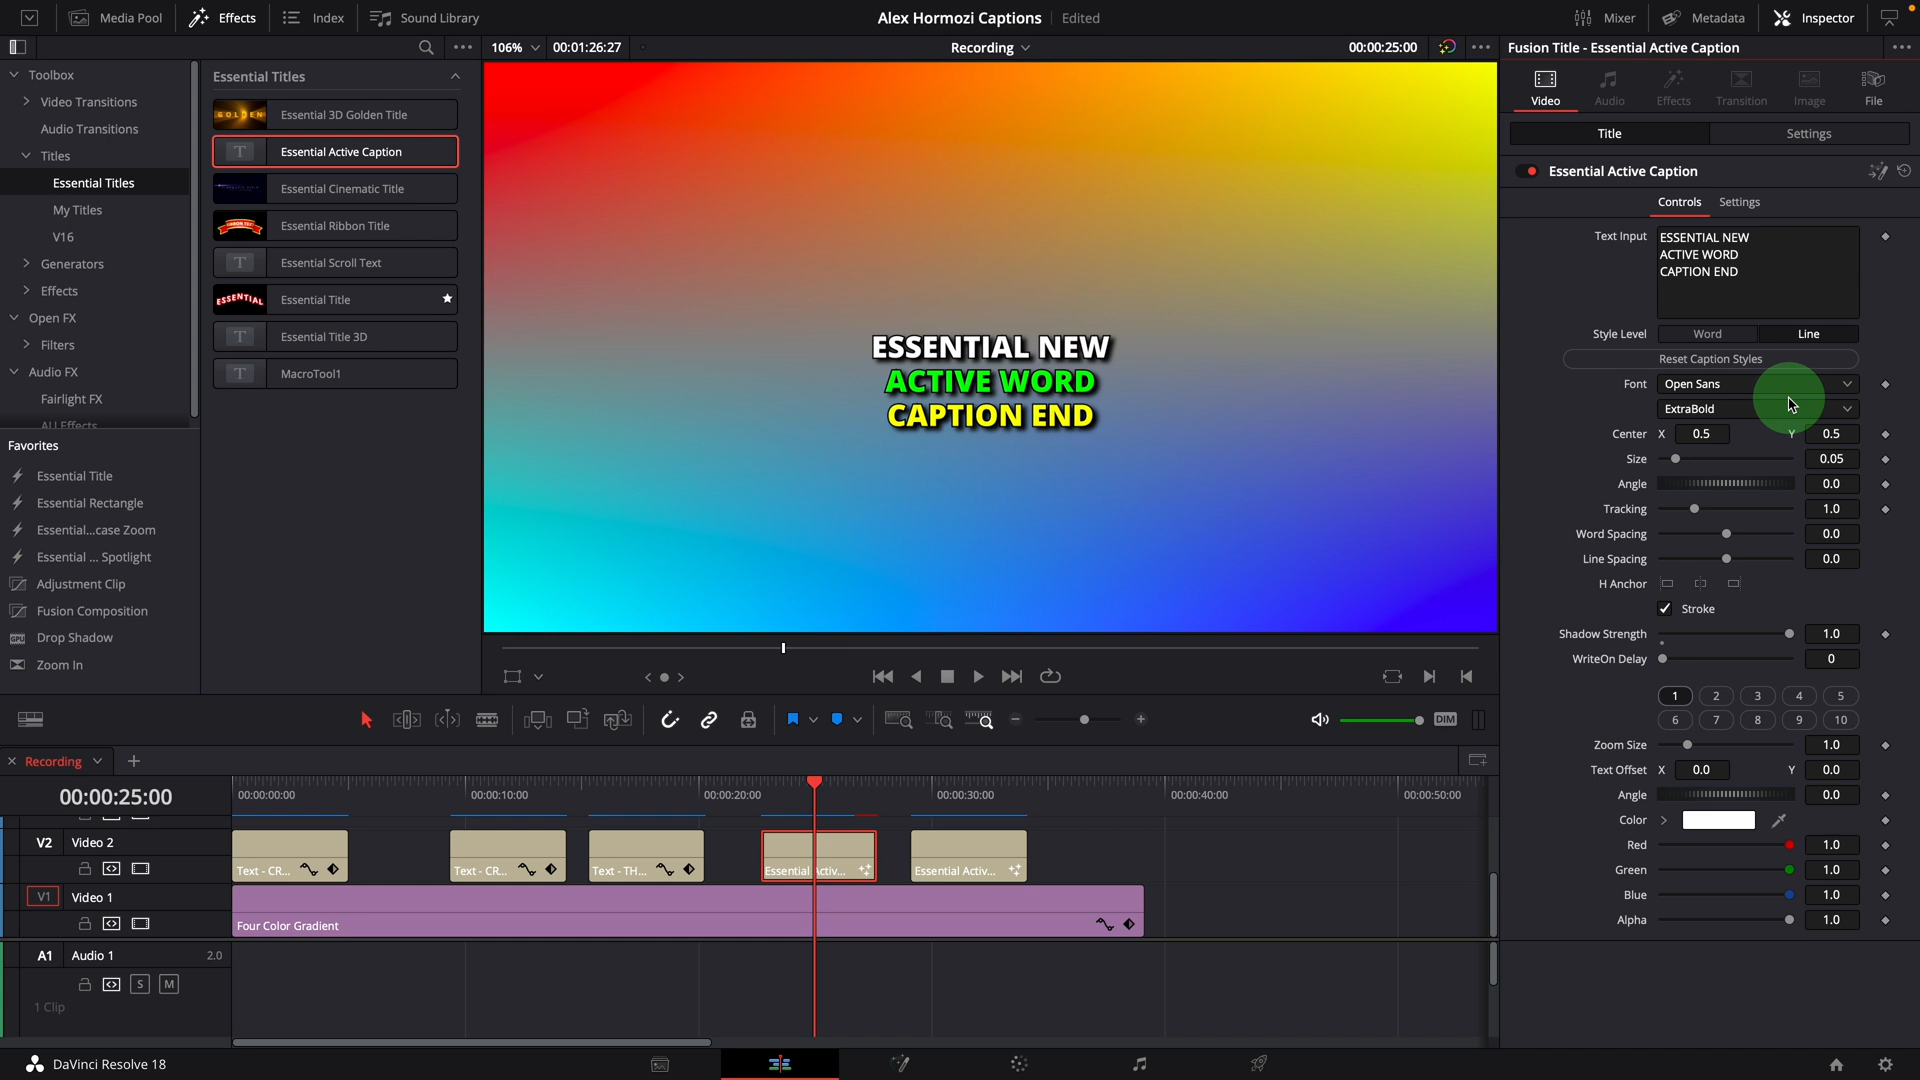 Media Pool
Effects
Index
Sound Library
Alex Hormozi Captions
Edited
Mixer
Metadata
Inspector
106%
00:01:26:27
Recording
00:00:25:00
Fusion Title - Essential Active Caption
Toolbox
Video Transitions
Audio Transitions
Titles
Essential Titles
My Titles
V16
Generators
Effects
Open FX
Filters
Audio FX
Fairlight FX
Favorites
Essential Title
Essential Rectangle
Essential...case Zoom
Essential ... Spotlight
Adjustment Clip
Fusion Composition
Drop Shadow
Zoom In
Essential Titles
GOLDEN
Essential 3D Golden Title
T
Essential Active Caption
Essential Cinematic Title
Essential Ribbon Title
T
Essential Scroll Text
ESSENTIAL
Essential Title
T
Essential Title 3D
T
MacroTool1
ESSENTIAL NEW
ACTIVE WORD
CAPTION END
Video
Audio
Effects
Transition
Image
File
Title
Settings
Essential Active Caption
Controls
Settings
Text Input
ESSENTIAL NEW
ACTIVE WORD
CAPTION END
Style Level
Word
Line
Reset Caption Styles
Font
Open Sans
ExtraBold
Center X 0.5 Y 0.5
Size 0.05
Angle 0.0
Tracking 1.0
Word Spacing 0.0
Line Spacing 0.0
H Anchor
Stroke
Shadow Strength 1.0
WriteOn Delay 0
1 2 3 4 5
6 7 8 9 10
Zoom Size 1.0
Text Offset X 0.0 Y 0.0
Angle 0.0
Color
Red 1.0
Green 1.0
Blue 1.0
Alpha 1.0
DIM
Recording
00:00:25:00
00:00:00:00
00:00:10:00
00:00:20:00
00:00:30:00
00:00:40:00
00:00:50:00
V2 Video 2
Text - CR...
Text - CR...
Text - TH...
Essential Activ...
Essential Activ...
V1 Video 1
Four Color Gradient
A1 Audio 1 2.0
S M
1 Clip
DaVinci Resolve 18